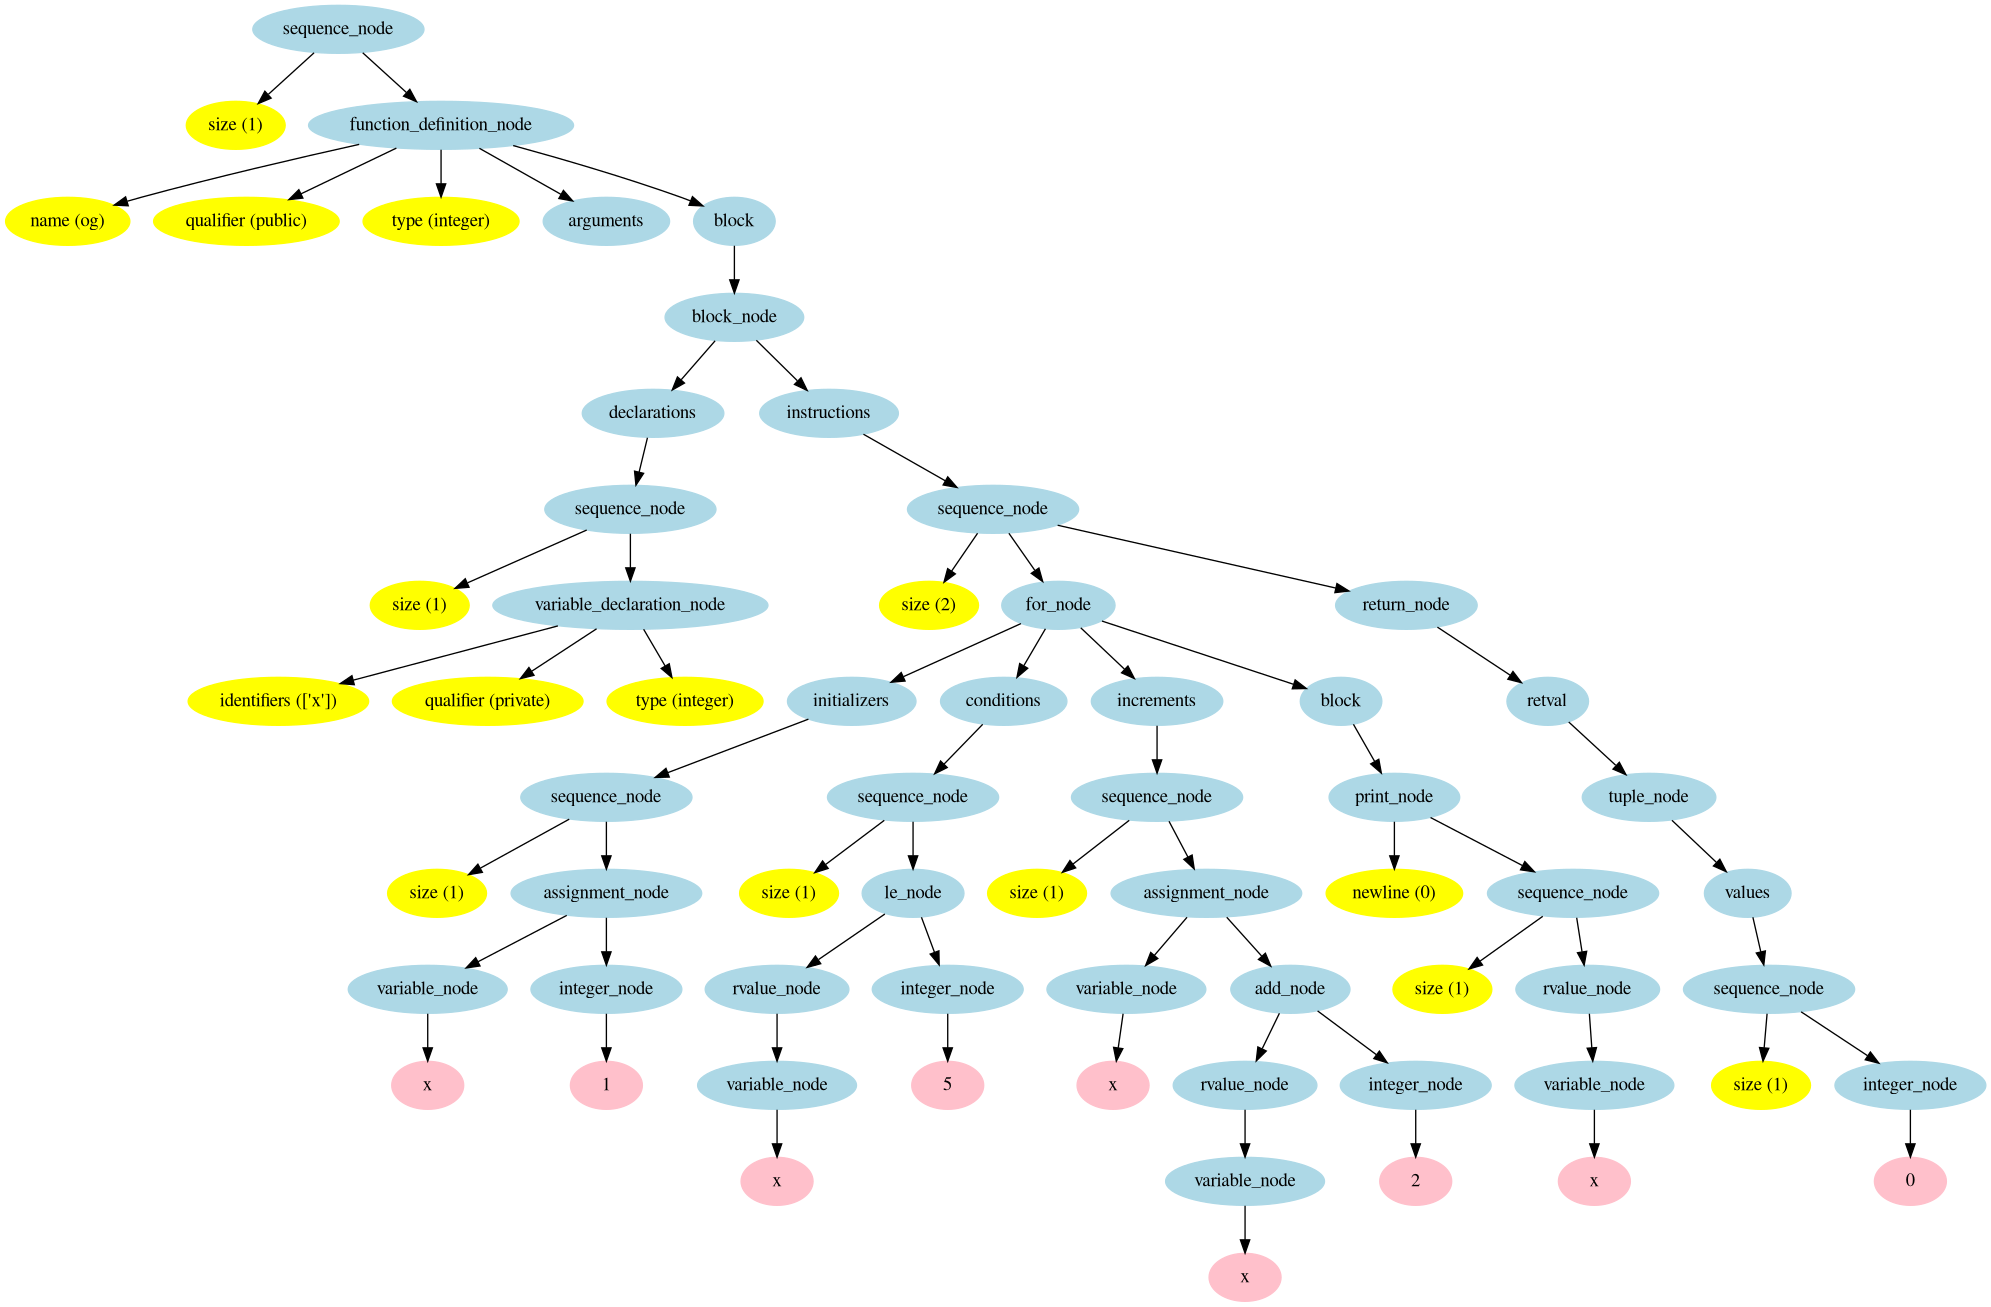 sequence_node
size (1)
function_definition_node
name (og)
qualifier (public)
type (integer)
arguments
block
block_node
declarations
instructions
sequence_node
sequence_node
size (1)
variable_declaration_node
size (2)
for_node
return_node
identifiers (['x'])
qualifier (private)
type (integer)
initializers
conditions
increments
block
retval
sequence_node
sequence_node
sequence_node
print_node
tuple_node
size (1)
assignment_node
size (1)
le_node
size (1)
assignment_node
newline (0)
sequence_node
values
variable_node
integer_node
rvalue_node
integer_node
variable_node
add_node
size (1)
rvalue_node
sequence_node
x
1
variable_node
5
x
rvalue_node
integer_node
variable_node
size (1)
integer_node
x
variable_node
2
x
0
x